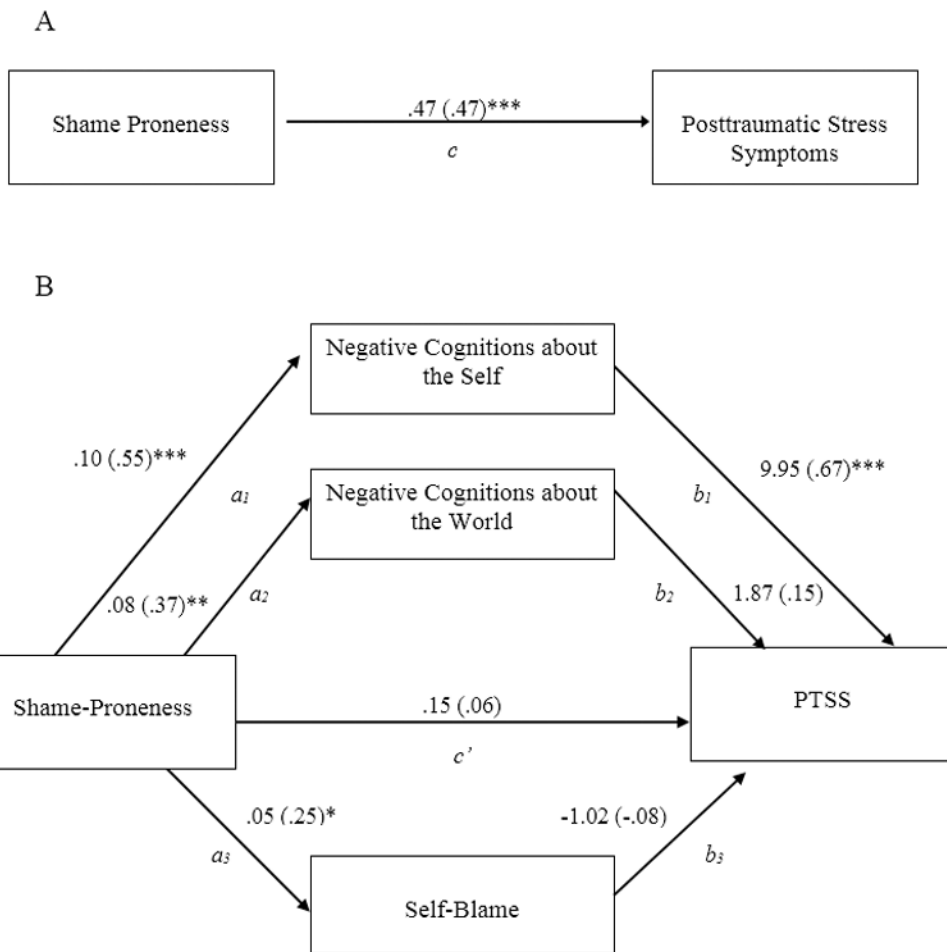 A
Shame Proneness
.47 (.47)***
c
Posttraumatic Stress
Symptoms
B
Negative Cognitions about
the Self
.10 (.55)***
a1
9.95 (.67)***
b1
Negative Cognitions about
the World
.08 (.37)**
a2
b2
1.87 (.15)
Shame-Proneness
.15 (.06)
c’
PTSS
.05 (.25)*
a3
-1.02 (-.08)
b3
Self-Blame